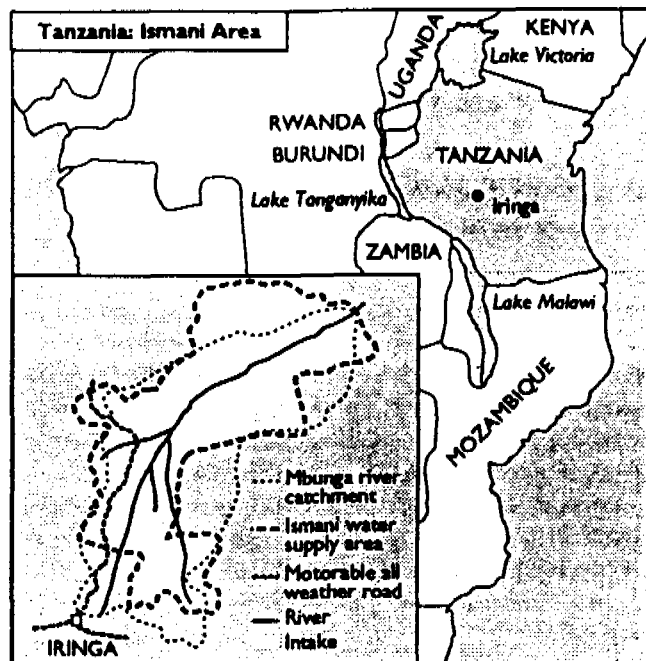 Tanzania: Ismani Area
KENYA
Lake Victoria
UGANDA
RWANDA
BURUNDI
TANZANIA
Lake Tanganyika
Iringa
ZAMBIA
Lake Malawi
MOZAMBIQUE
Mbunga river
catchment
Ismani water
supply area
Motorable all
weather road
River
Intake
IRINGA